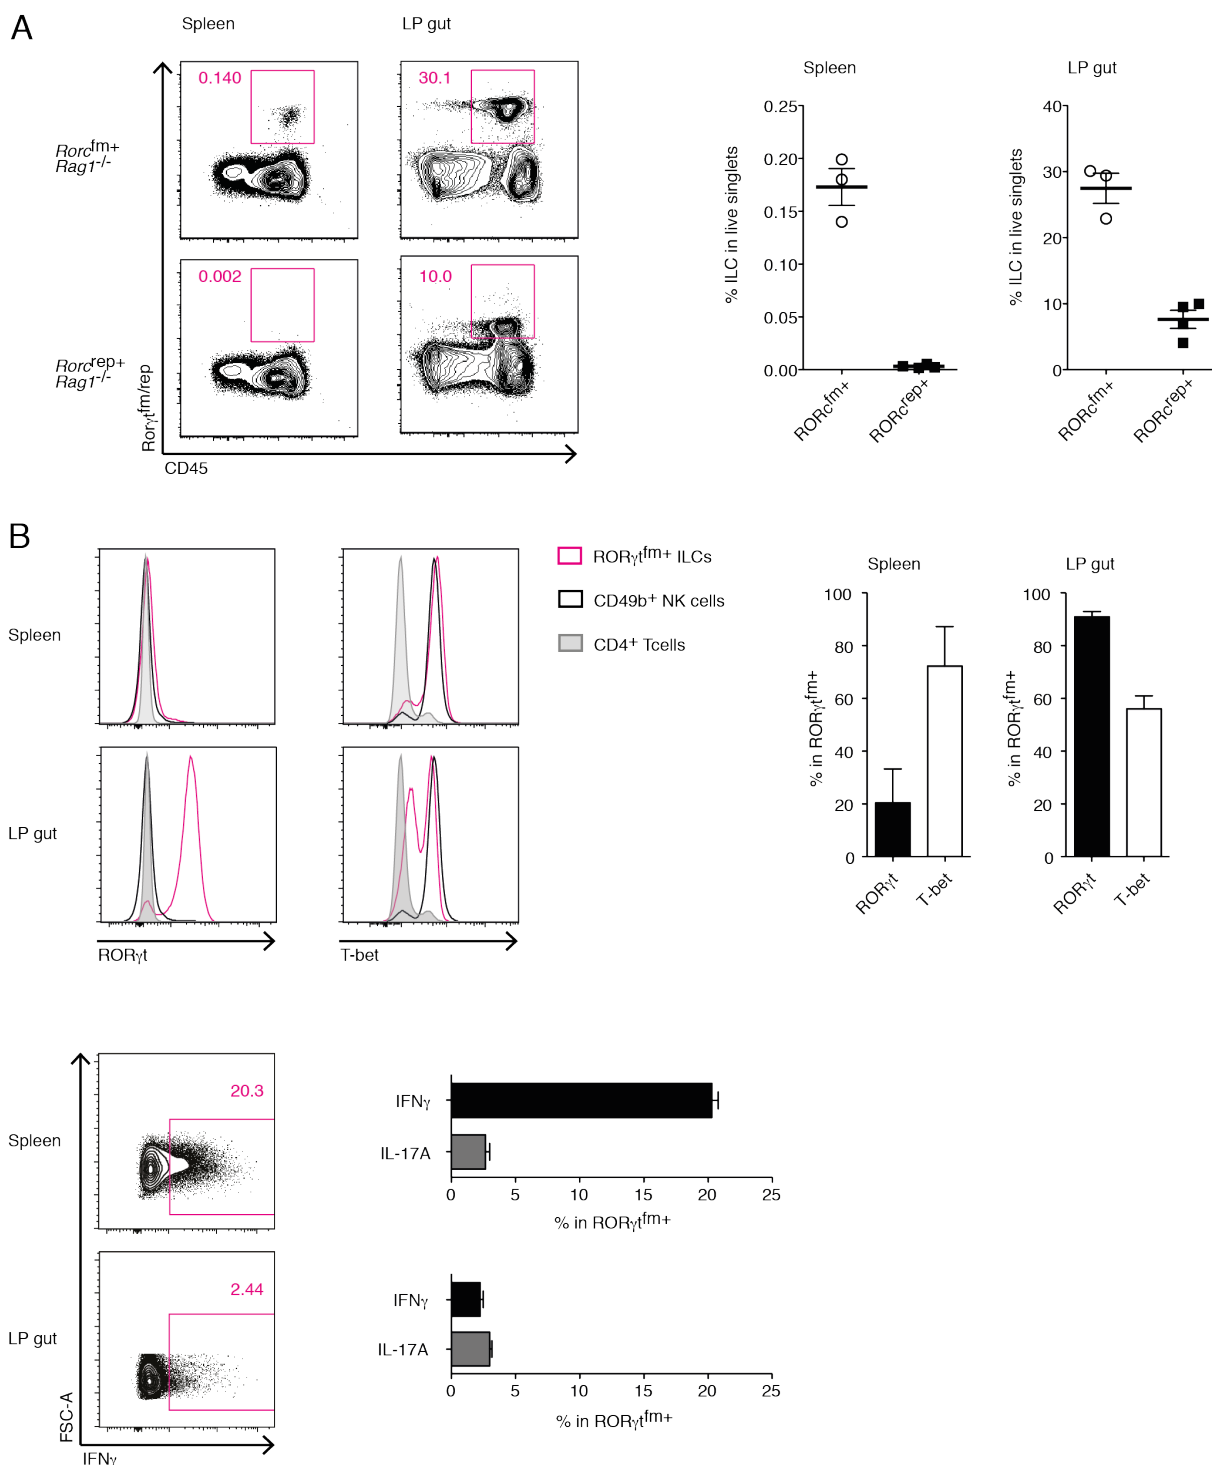 A
Spleen
LP gut
0.140
30.1
Rorcfm+
Rag1-/-
0.002
10.0
Rorcrep+
Rag1-/-
Rorγtfm/rep
CD45
Spleen
% ILC in live singlets
0.25
0.20
0.15
0.10
0.05
0.00
RORcfm+
RORcrep+
LP gut
% ILC in live singlets
40
30
20
10
0
RORcfm+
RORcrep+
B
Spleen
LP gut
RORγt
T-bet
RORγtfm+ ILCs
CD49b+ NK cells
CD4+ Tcells
Spleen
% in RORγtfm+
100
80
60
40
20
0
RORγt
T-bet
LP gut
% in RORγtfm+
100
80
60
40
20
0
RORγt
T-bet
Spleen
20.3
LP gut
2.44
FSC-A
IFNγ
IFNγ
IL-17A
0 5 10 15 20 25
% in RORγtfm+
IFNγ
IL-17A
0 5 10 15 20 25
% in RORγtfm+